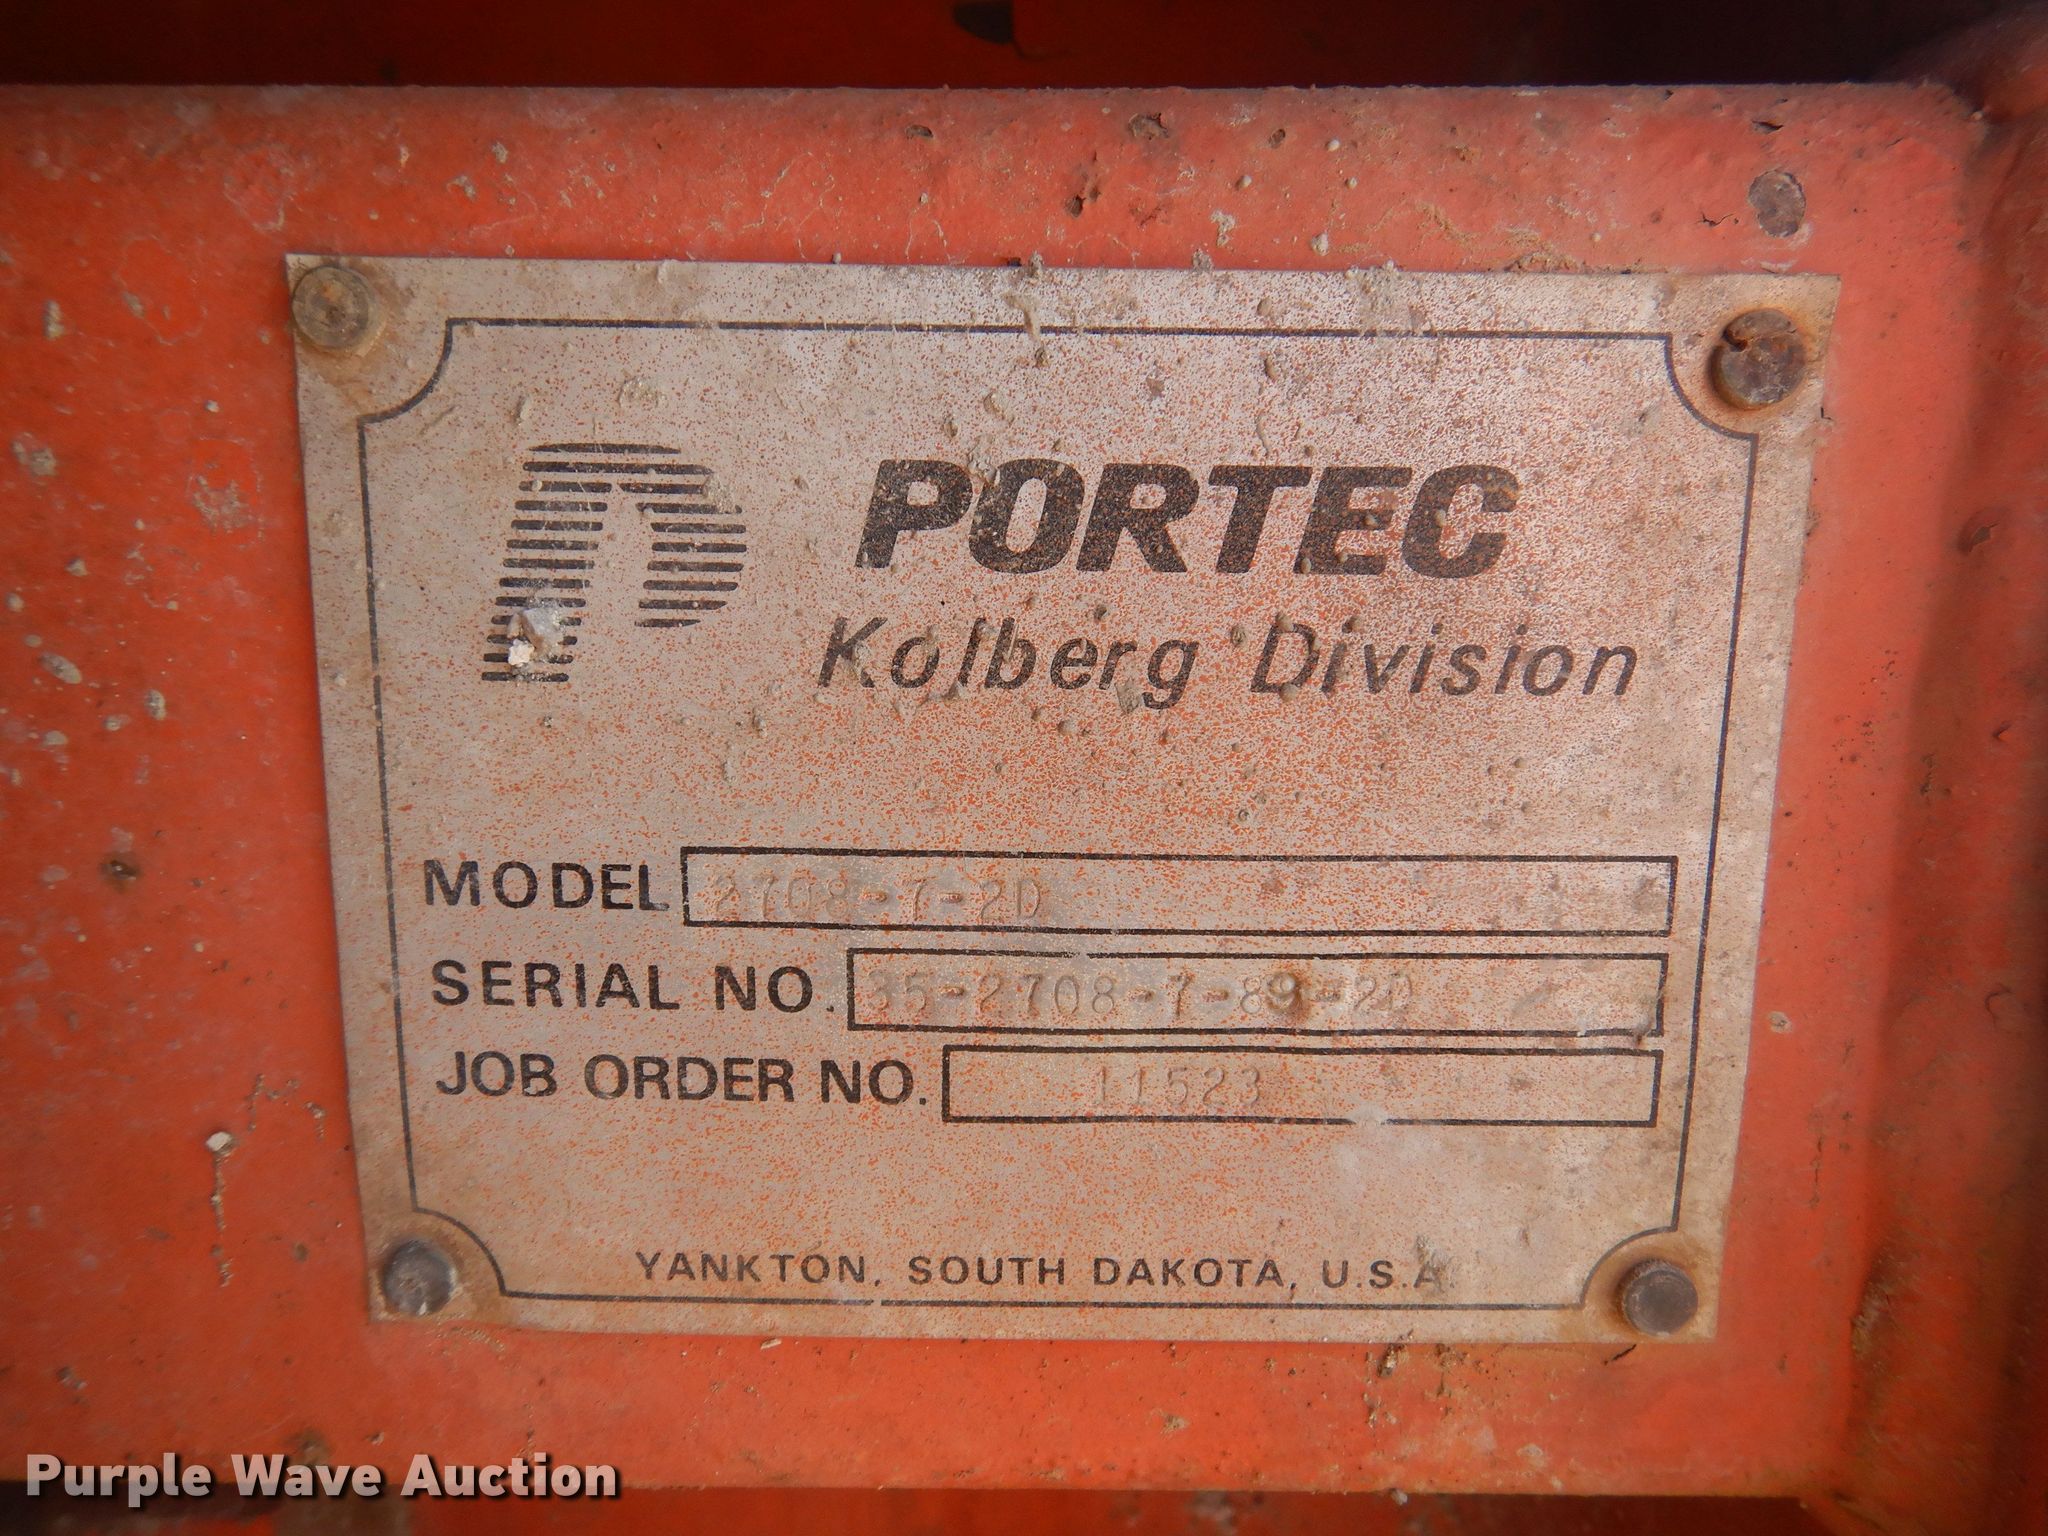 PORTEC
Kolberg Division
MODEL 2708-7-2D
SERIAL NO. 35-2708-7-89-2D
JOB ORDER NO. 11523
YANKTON, SOUTH DAKOTA, U.S.A.
Purple Wave Auction